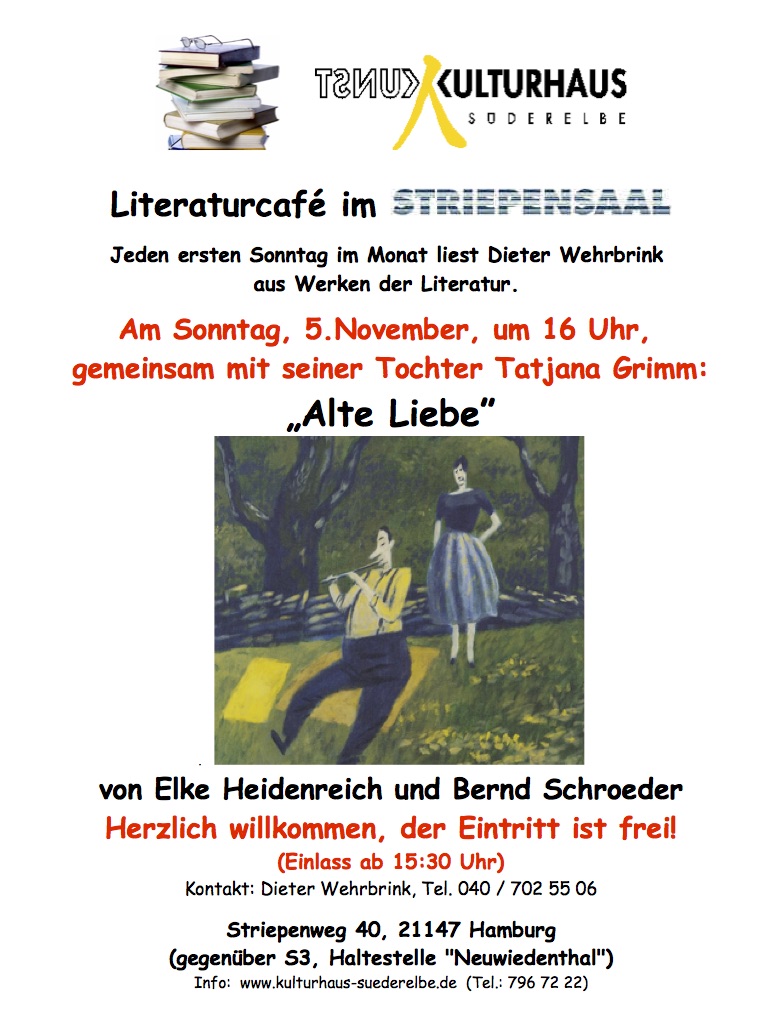 KUNST KULTURHAUS
SÜDERELBE
Literaturcafé im STRIEPENSAAL
Jeden ersten Sonntag im Monat liest Dieter Wehrbrink
aus Werken der Literatur.
Am Sonntag, 5.November, um 16 Uhr,
gemeinsam mit seiner Tochter Tatjana Grimm:
„Alte Liebe”
von Elke Heidenreich und Bernd Schroeder
Herzlich willkommen, der Eintritt ist frei!
(Einlass ab 15:30 Uhr)
Kontakt: Dieter Wehrbrink, Tel. 040 / 702 55 06
Striepenweg 40, 21147 Hamburg
(gegenüber S3, Haltestelle "Neuwiedenthal")
Info: www.kulturhaus-suederelbe.de (Tel.: 796 72 22)